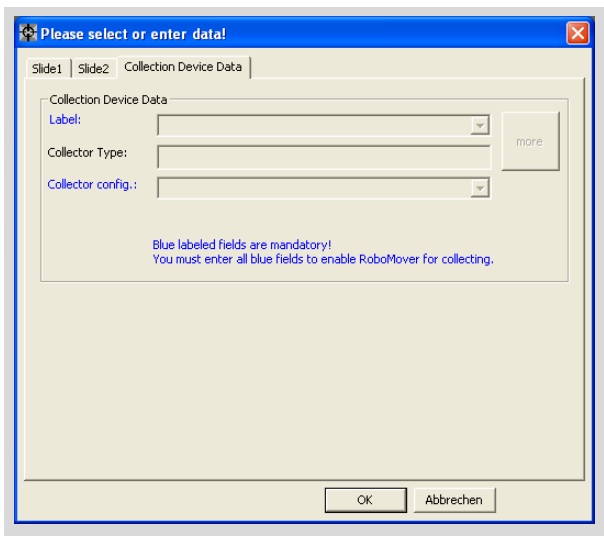 Please select or enter data!
Slide1 Slide2 Collection Device Data
Collection Device Data
Label:
more
Collector Type:
Collector config.:
Blue labeled fields are mandatory!
You must enter all blue fields to enable RoboMover for collecting.
OK Abbrechen